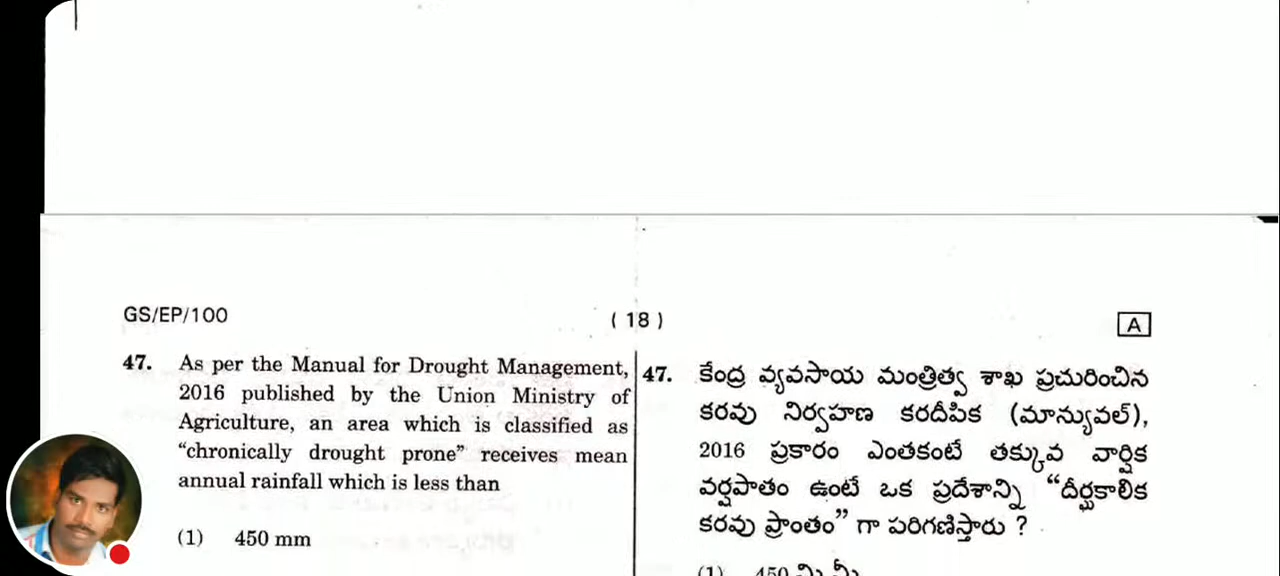 GS/EP/100
( 18 )
A
47. As per the Manual for Drought Management,
2016 published by the Union Ministry of
Agriculture, an area which is classified as
“chronically drought prone” receives mean
annual rainfall which is less than
(1) 450 mm
47. కేంద్ర వ్యవసాయ మంత్రిత్వ శాఖ ప్రచురించిన
కరవు నిర్వహణ కరదీపిక (మాన్యువల్),
2016 ప్రకారం ఎంతకంటే తక్కువ వార్షిక
వర్షపాతం ఉంటే ఒక ప్రదేశాన్ని “దీర్ఘకాలిక
కరవు ప్రాంతం” గా పరిగణిస్తారు ?
(1) 450 మి.మీ